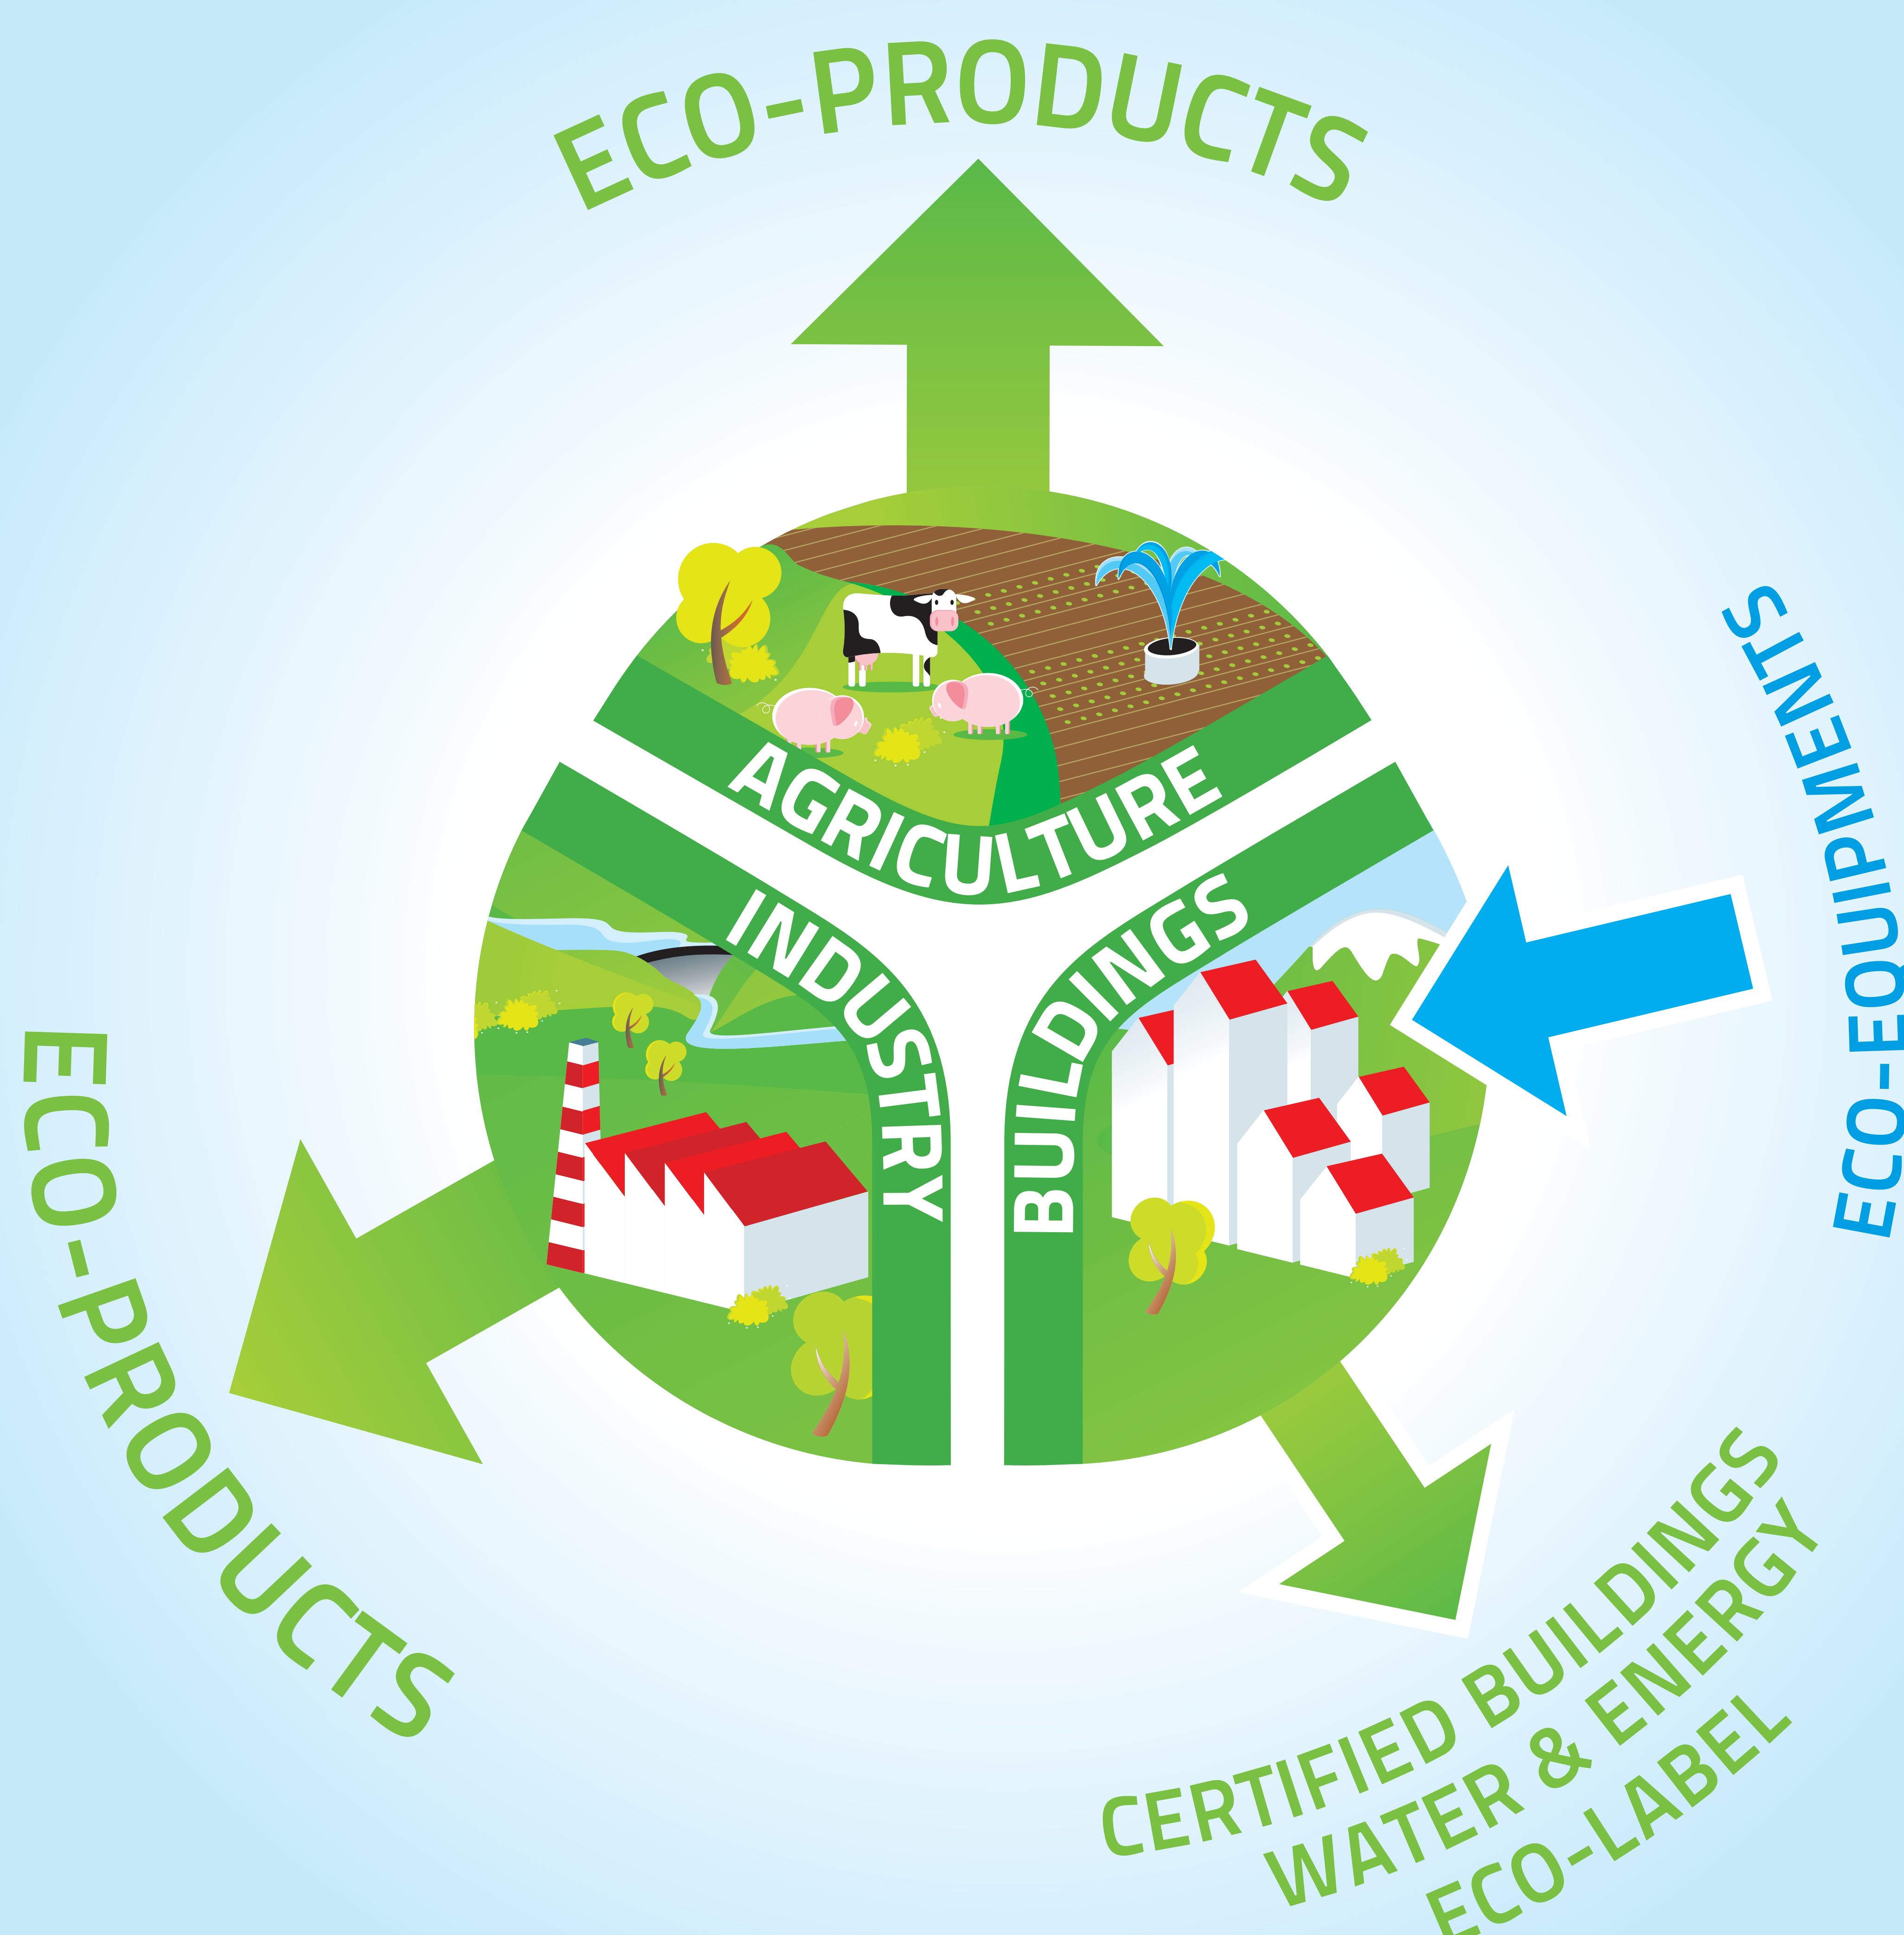 ECO-PRODUCTS
AGRICULTURE
INDUSTRY
BUILDINGS
ECO-EQUIPMENTS
ECO-PRODUCTS
CERTIFIED BUILDINGS
WATER & ENERGY
ECO-LABEL